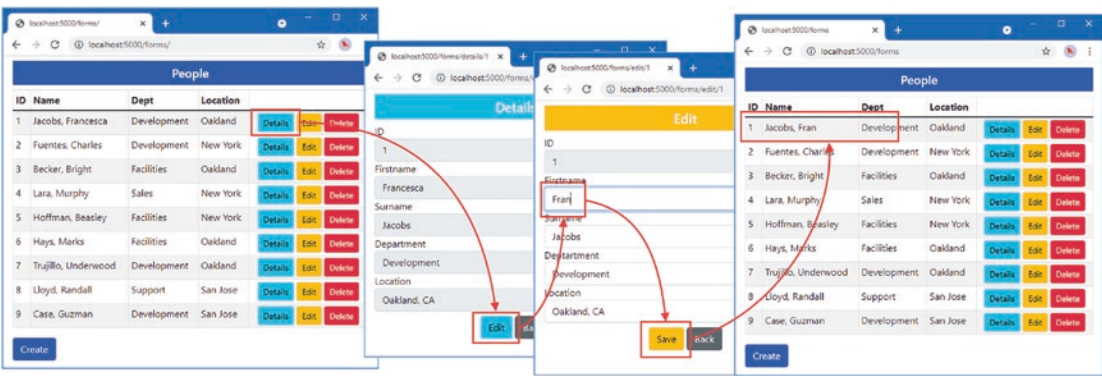 localhost:5000/forms/
localhost:5000/forms/
People
ID Name Dept Location
1 Jacobs, Francesca Development Oakland Details Edit Delete
2 Fuentes, Charles Development New York Details Edit Delete
3 Becker, Bright Facilities Oakland Details Edit Delete
4 Lara, Murphy Sales New York Details Edit Delete
5 Hoffman, Beasley Facilities New York Details Edit Delete
6 Hays, Marks Facilities Oakland Details Edit Delete
7 Trujillo, Underwood Development Oakland Details Edit Delete
8 Lloyd, Randall Support San Jose Details Edit Delete
9 Case, Guzman Development San Jose Details Edit Delete
Create
localhost:5000/forms/details/1
localhost:5000/forms/
Details
ID
1
Firstname
Francesca
Surname
Jacobs
Department
Development
Location
Oakland, CA
Edit
localhost:5000/forms/edit/1
localhost:5000/forms/edit/1
Edit
ID
1
Firstname
Fran
Surname
Jacobs
Deptartment
Development
Location
Oakland, CA
Save Back
localhost:5000/forms
localhost:5000/forms
People
ID Name Dept Location
1 Jacobs, Fran Development Oakland Details Edit Delete
2 Fuentes, Charles Development New York Details Edit Delete
3 Becker, Bright Facilities Oakland Details Edit Delete
4 Lara, Murphy Sales New York Details Edit Delete
5 Hoffman, Beasley Facilities New York Details Edit Delete
6 Hays, Marks Facilities Oakland Details Edit Delete
7 Trujillo, Underwood Development Oakland Details Edit Delete
8 Lloyd, Randall Support San Jose Details Edit Delete
9 Case, Guzman Development San Jose Details Edit Delete
Create